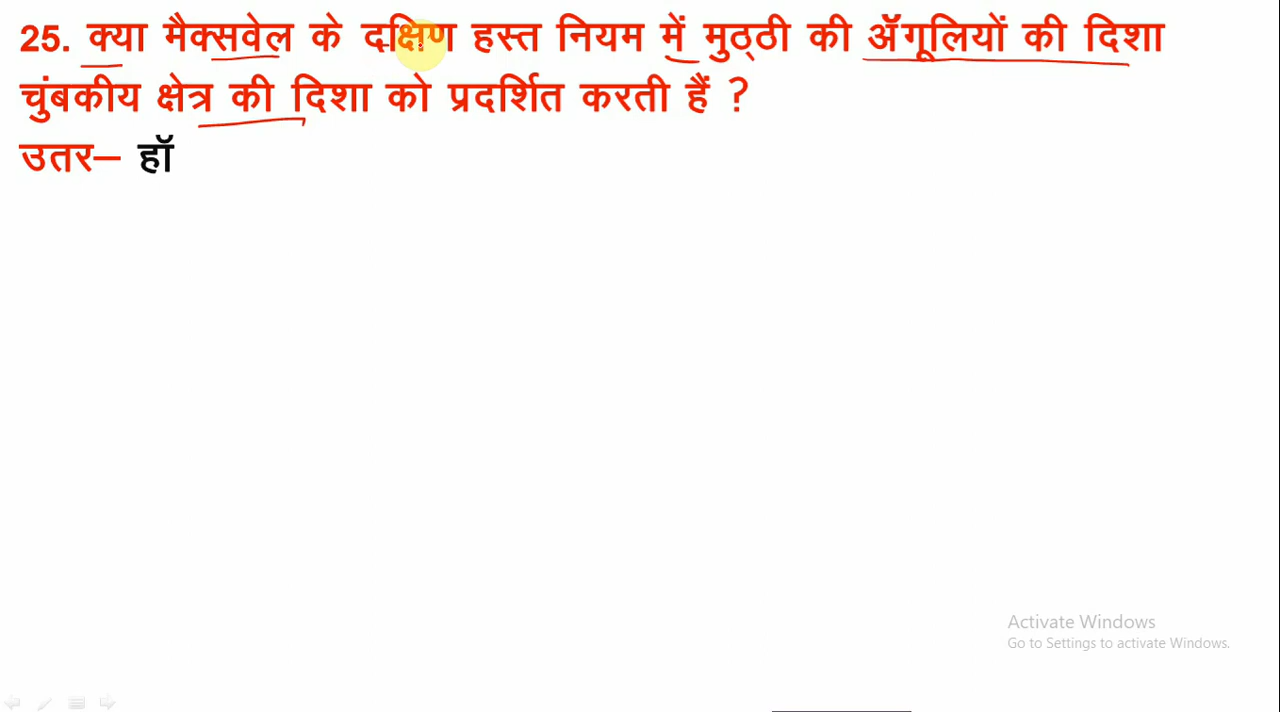 25. क्या मैक्सवेल के दक्षिण हस्त नियम में मुठ्ठी की अँगूलियों की दिशा
चुंबकीय क्षेत्र की दिशा को प्रदर्शित करती हैं ?
उतर– हॉ
Activate Windows
Go to Settings to activate Windows.